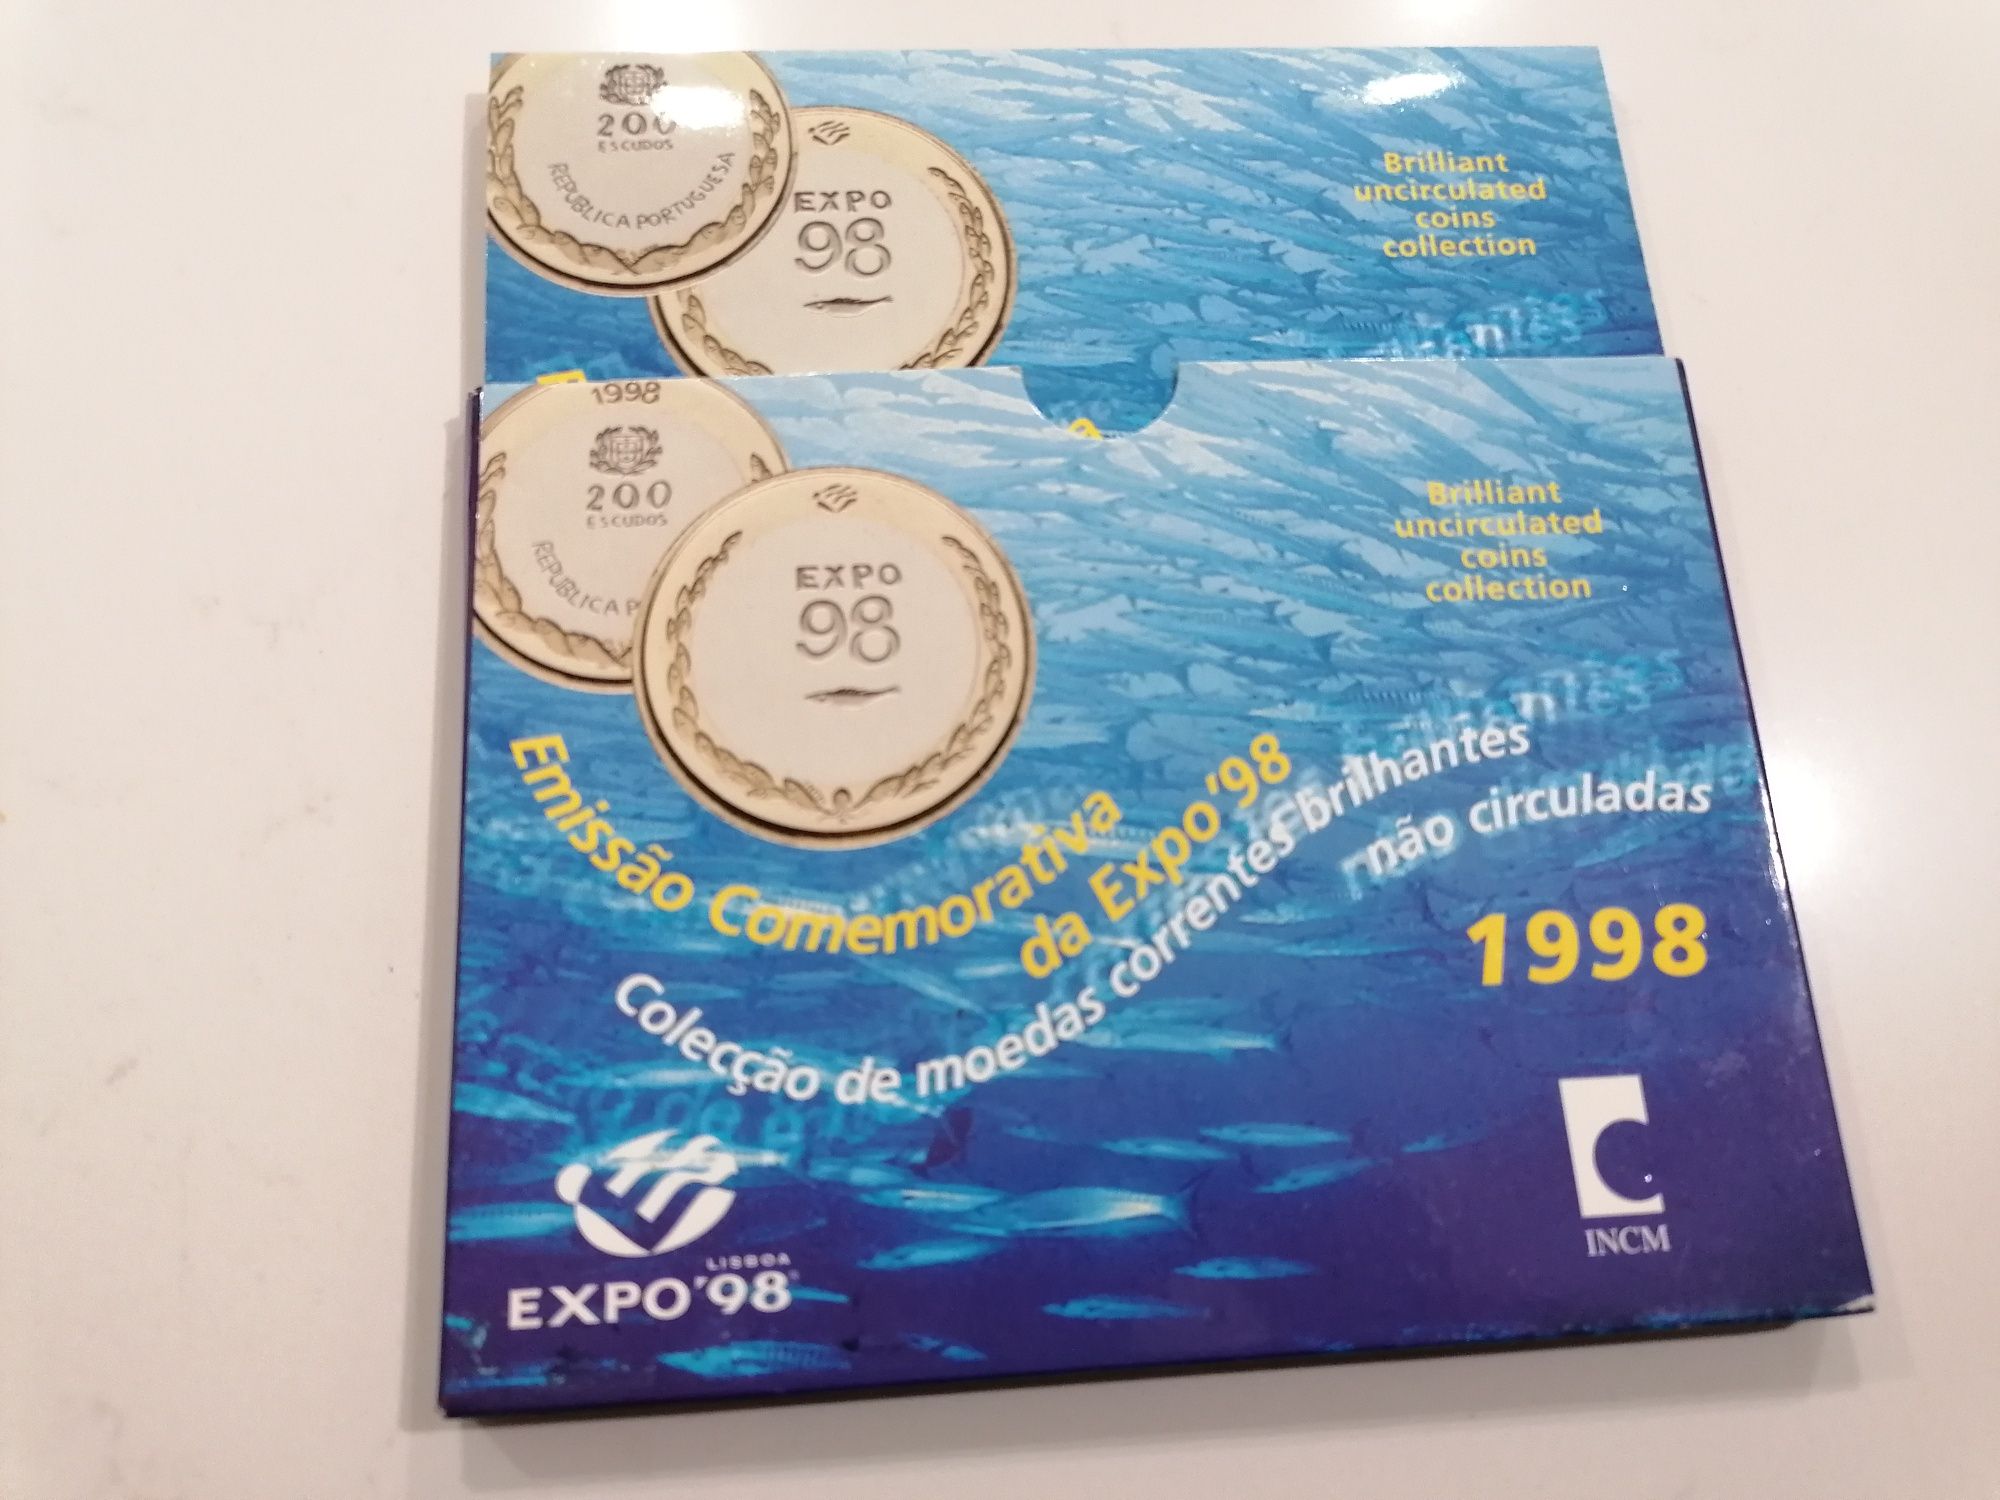 200
ESCUDOS
REPUBLICA PORTUGUESA
EXPO
98
Brilliant
uncirculated
coins
collection
1998
200
ESCUDOS
EXPO
98
Brilliant
uncirculated
coins
collection
Emissão Comemorativa
da Expo'98
Colecção de moedas correntes brilhantes
não circuladas
1998
LISBOA
EXPO'98
INCM